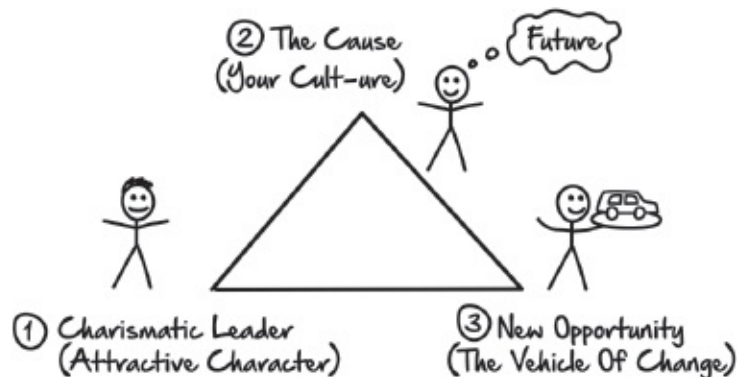 ② The Cause
(Your Cult-ure)
Future
① Charismatic Leader
(Attractive Character)
③ New Opportunity
(The Vehicle Of Change)